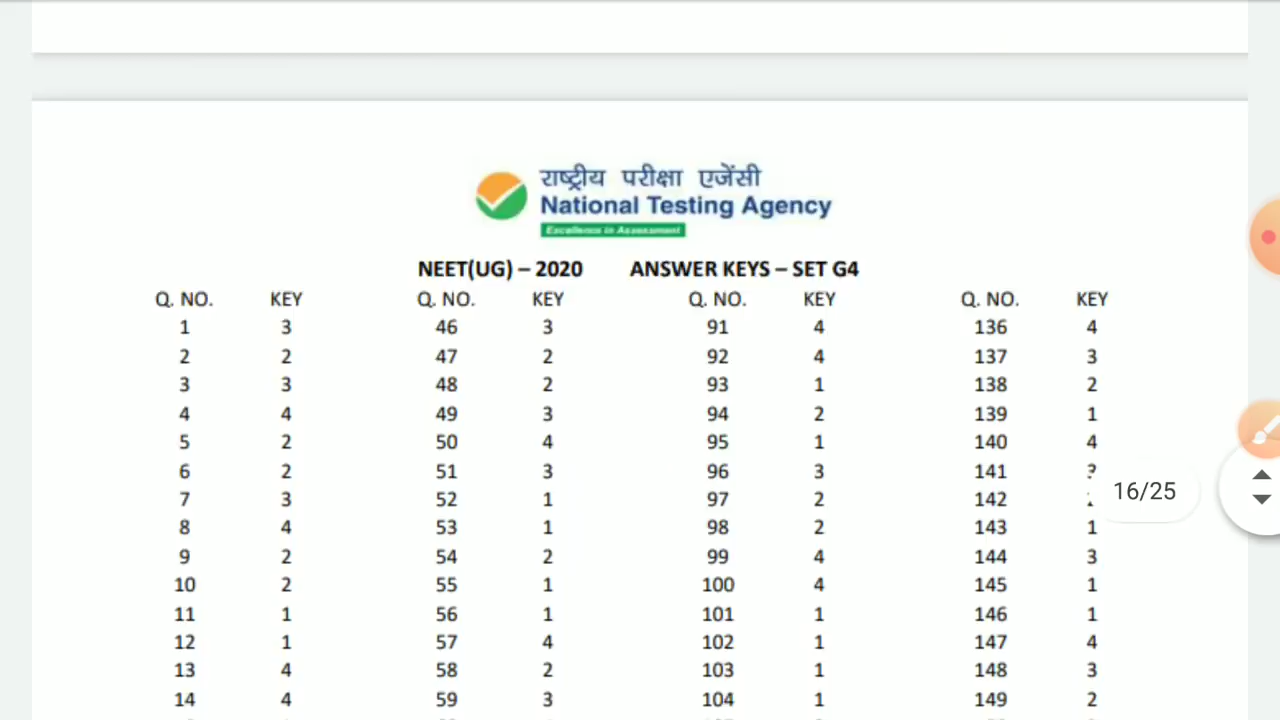 राष्ट्रीय परीक्षा एजेंसी
National Testing Agency
Excellence in Assessment
NEET(UG) – 2020 ANSWER KEYS – SET G4
Q. NO. KEY Q. NO. KEY Q. NO. KEY Q. NO. KEY
1 3 46 3 91 4 136 4
2 2 47 2 92 4 137 3
3 3 48 2 93 1 138 2
4 4 49 3 94 2 139 1
5 2 50 4 95 1 140 4
6 2 51 3 96 3 141
7 3 52 1 97 2 142
16/25
8 4 53 1 98 2 143 1
9 2 54 2 99 4 144 3
10 2 55 1 100 4 145 1
11 1 56 1 101 1 146 1
12 1 57 4 102 1 147 4
13 4 58 2 103 1 148 3
14 4 59 3 104 1 149 2